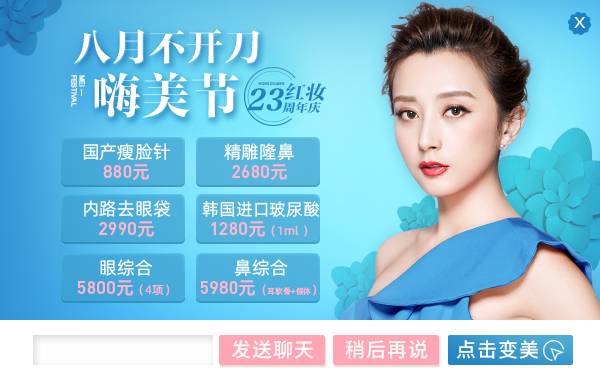 X
八月不开刀
MEI—
FESTIVAL
嗨美节
HONGZHUANG
23红妆
周年庆
国产瘦脸针
880元
精雕隆鼻
2680元
内路去眼袋
2990元
韩国进口玻尿酸
1280元（1ml）
眼综合
5800元（4项）
鼻综合
5980元（耳软骨+假体）
发送聊天
稍后再说
点击变美